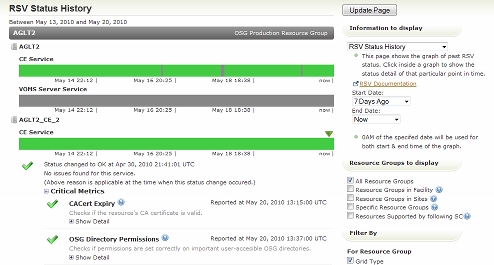 RSV Status History
Between May 13, 2010 and May 20, 2010
AGLT2 OSG Production Resource Group
AGLT2
CE Service
May 14 22:12 | May 16 20:25 | May 18 18:38 | now |
VOMS Server Service
May 14 22:12 | May 16 20:25 | May 18 18:38 | now |
AGLT2_CE_2
CE Service
May 14 22:12 | May 16 20:25 | May 18 18:38 | now |
Status changed to OK at Apr 30, 2010 21:41:01 UTC
No issues found for this service.
(Above reason is applicable at the time when this status change occured.)
Critical Metrics
CACert Expiry Reported at May 20, 2010 13:15:00 UTC
Checks if the resource's CA certificate is valid.
Show Detail
OSG Directory Permissions Reported at May 20, 2010 13:37:00 UTC
Checks if permissions are set correctly on important user-accessible OSG directories.
Show Detail
Update Page
Information to display
RSV Status History
This page shows the graph of past RSV
status. Click inside a graph to show the
status detail of that particular point in time.
RSV Documentation
Start Date:
7 Days Ago
End Date:
Now
0AM of the specifed date will be used for
both start & end time of the graph.
Resource Groups to display
All Resource Groups
Resource Groups in Facility
Resource Groups in Sites
Specific Resource Groups
Resources Supported by following SC
Filter By
For Resource Group
Grid Type